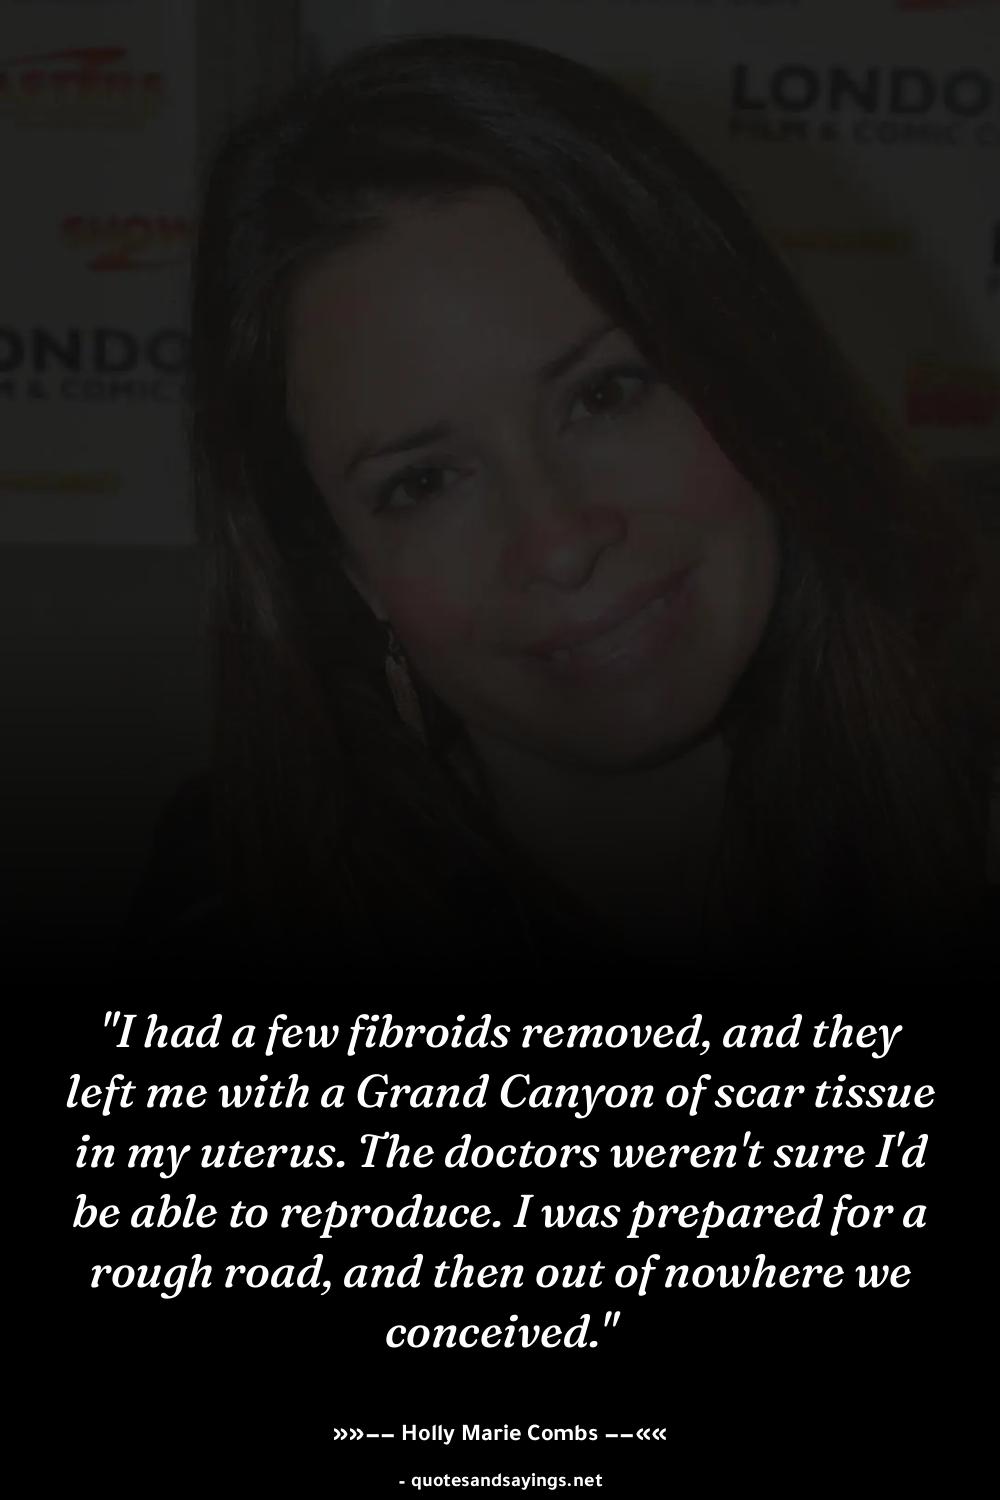 LONDO
FILM & COMIC C
SHOW
ONDO
M & COMIC
"I had a few fibroids removed, and they
left me with a Grand Canyon of scar tissue
in my uterus. The doctors weren't sure I'd
be able to reproduce. I was prepared for a
rough road, and then out of nowhere we
conceived."
»»–– Holly Marie Combs ––««
- quotesandsayings.net